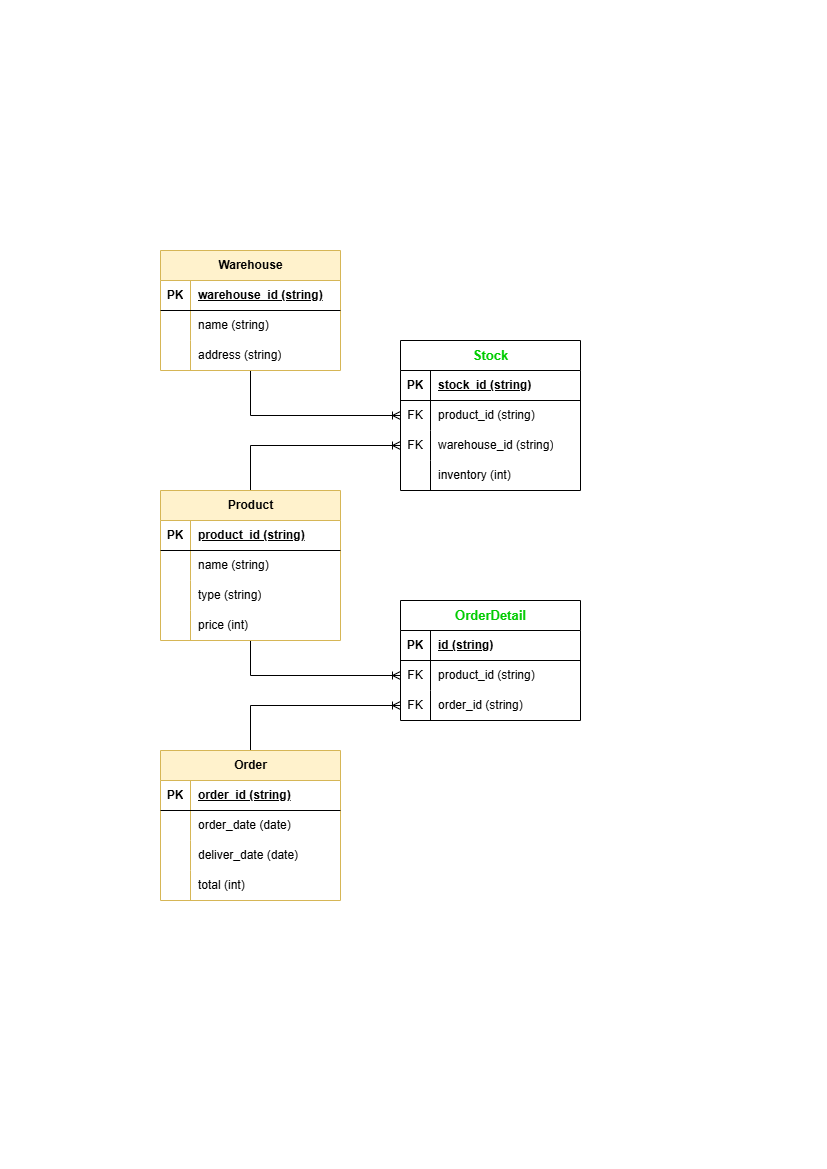 Warehouse
PK warehouse_id (string)
name (string)
address (string)
Stock
PK stock_id (string)
FK product_id (string)
FK warehouse_id (string)
inventory (int)
Product
PK product_id (string)
name (string)
type (string)
price (int)
OrderDetail
PK id (string)
FK product_id (string)
FK order_id (string)
Order
PK order_id (string)
order_date (date)
deliver_date (date)
total (int)